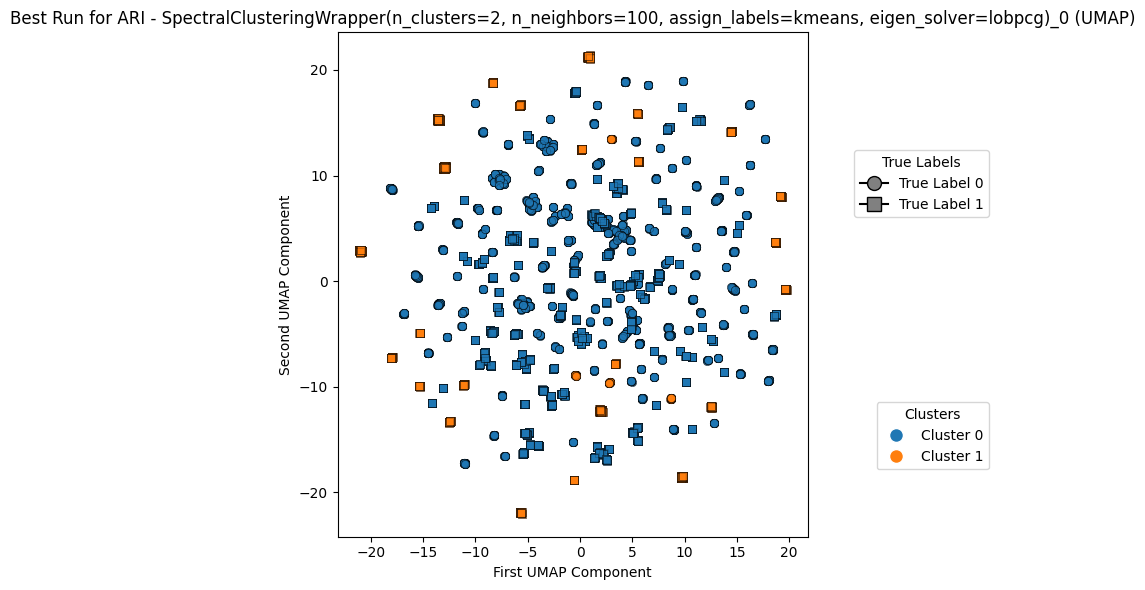 Best Run for ARI - SpectralClusteringWrapper(n_clusters=2, n_neighbors=100, assign_labels=kmeans, eigen_solver=lobpcg)_0 (UMAP)
20
10
0
−10
−20
Second UMAP Component
−20
−15
−10
−5
0
5
10
15
20
First UMAP Component
True Labels
True Label 0
True Label 1
Clusters
Cluster 0
Cluster 1